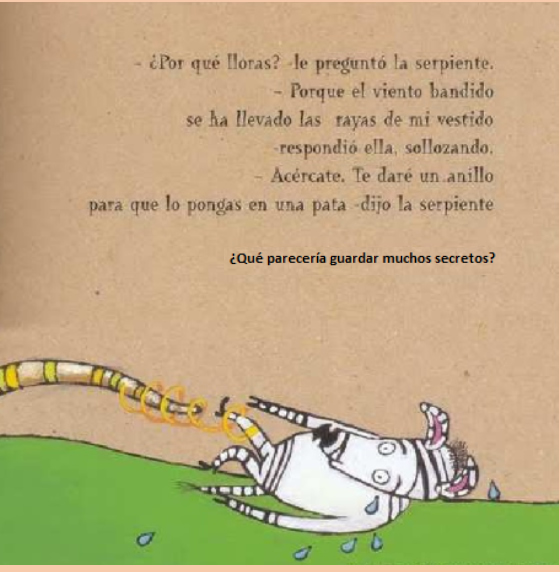 - ¿Por qué lloras? -le preguntó la serpiente.
- Porque el viento bandido
se ha llevado las rayas de mi vestido
-respondió ella, sollozando.
- Acércate. Te daré un anillo
para que lo pongas en una pata -dijo la serpiente
¿Qué parecería guardar muchos secretos?